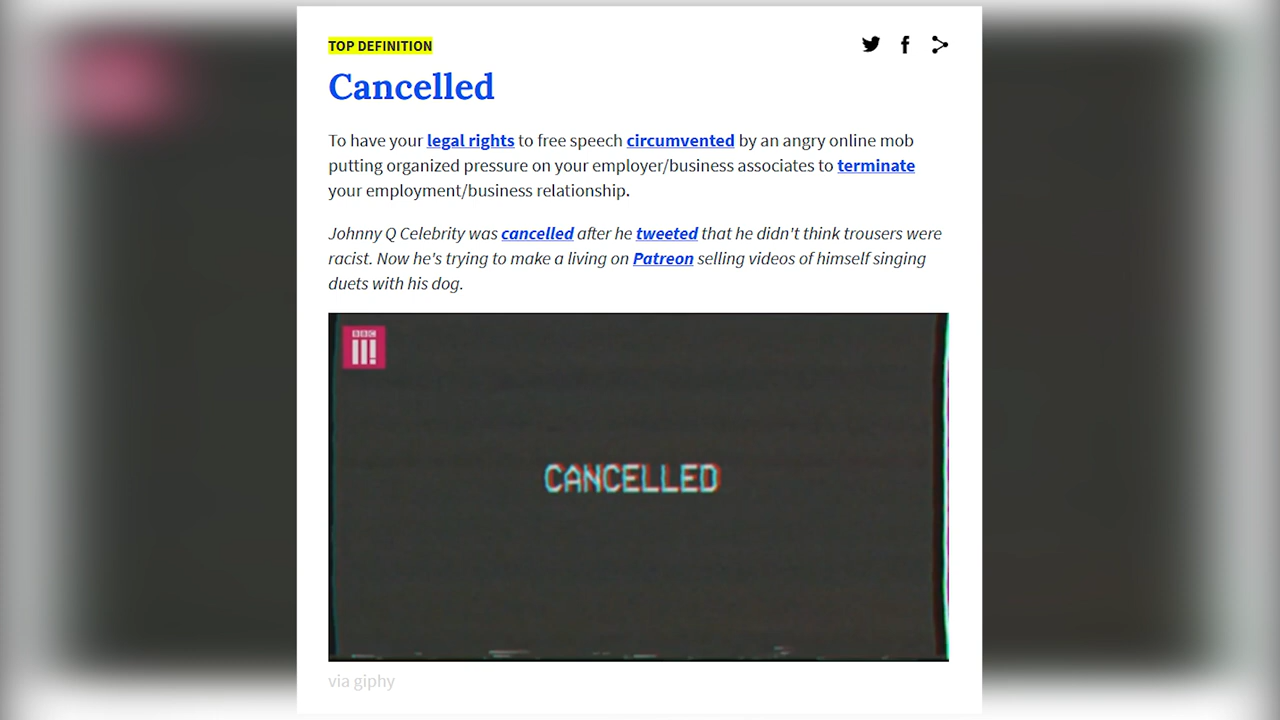 TOP DEFINITION
Cancelled
To have your legal rights to free speech circumvented by an angry online mob
putting organized pressure on your employer/business associates to terminate
your employment/business relationship.
Johnny Q Celebrity was cancelled after he tweeted that he didn't think trousers were
racist. Now he's trying to make a living on Patreon selling videos of himself singing
duets with his dog.
BBC
III!
CANCELLED
via giphy